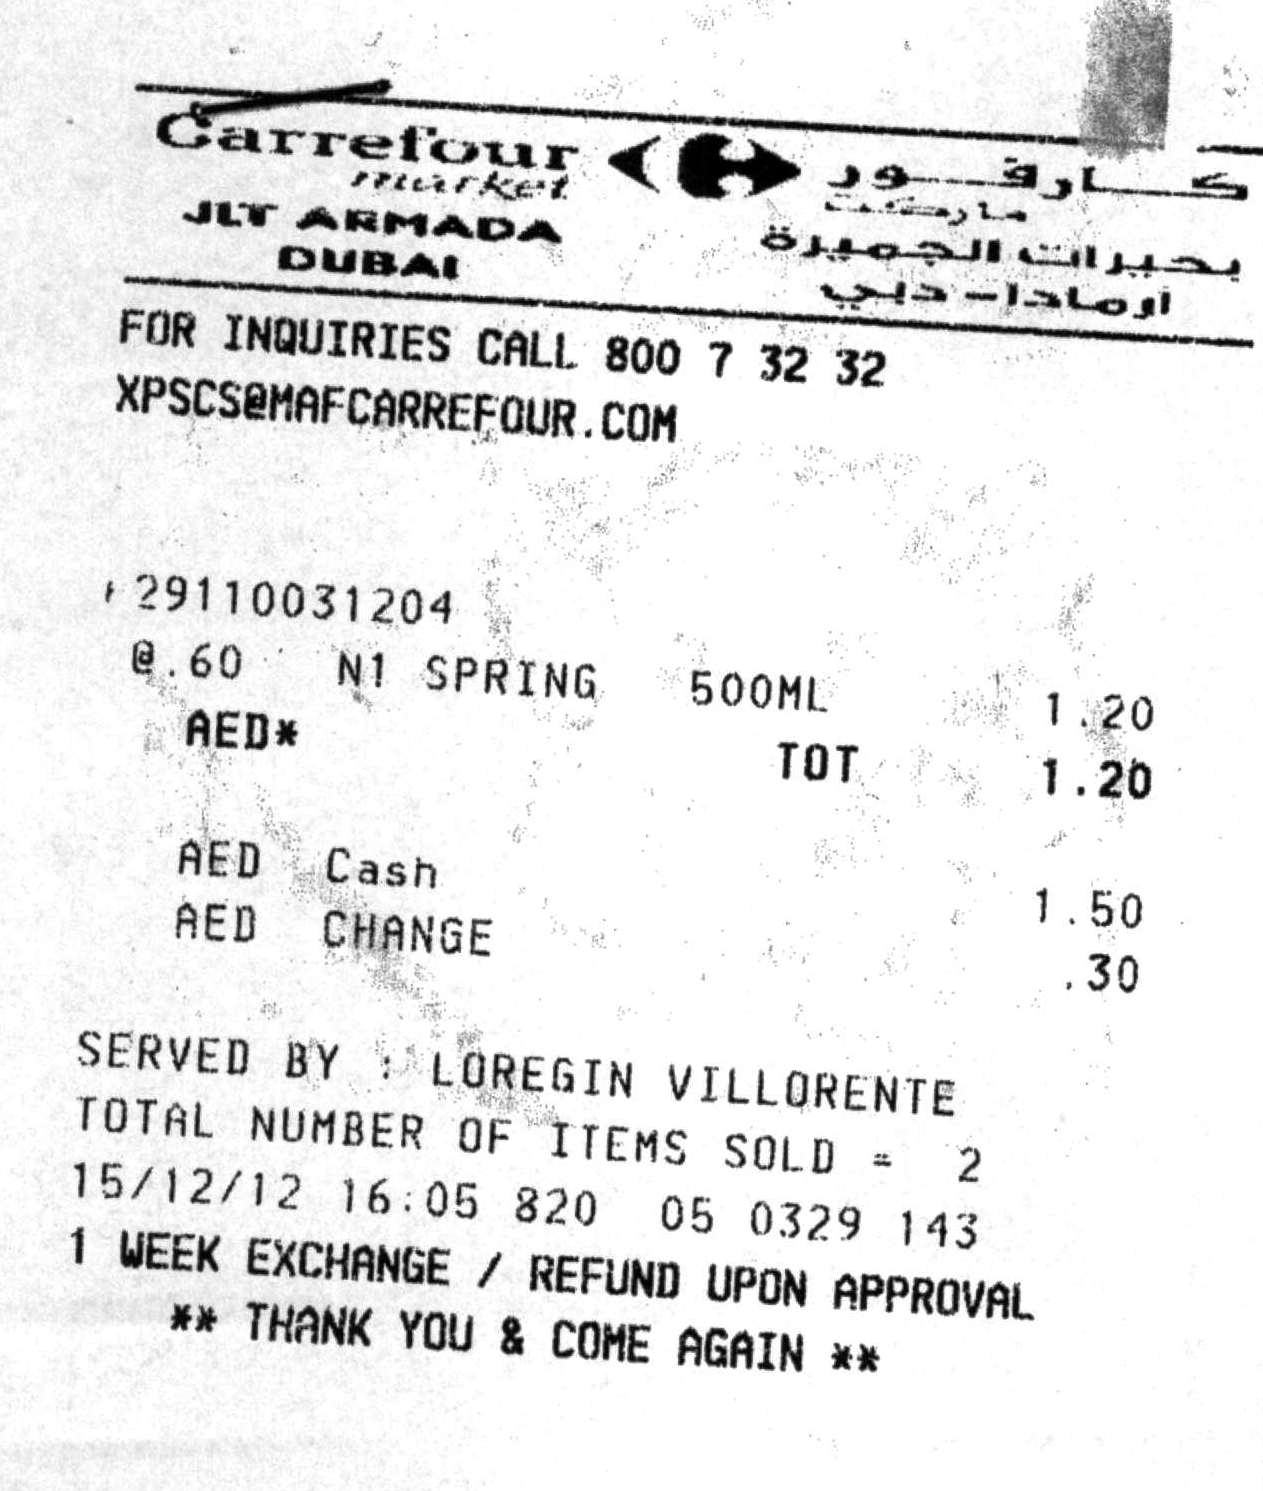 Carrefour كارفور
market ماركت
JLT ARMADA بحيرات الجميرة
DUBAI ارمادا - دبي
FOR INQUIRIES CALL 800 7 32 32
XPSCS@MAFCARREFOUR.COM
29110031204
@.60 N1 SPRING 500ML 1.20
AED* TOT 1.20
AED Cash 1.50
AED CHANGE .30
SERVED BY : LOREGIN VILLORENTE
TOTAL NUMBER OF ITEMS SOLD = 2
15/12/12 16:05 820 05 0329 143
1 WEEK EXCHANGE / REFUND UPON APPROVAL
** THANK YOU & COME AGAIN **